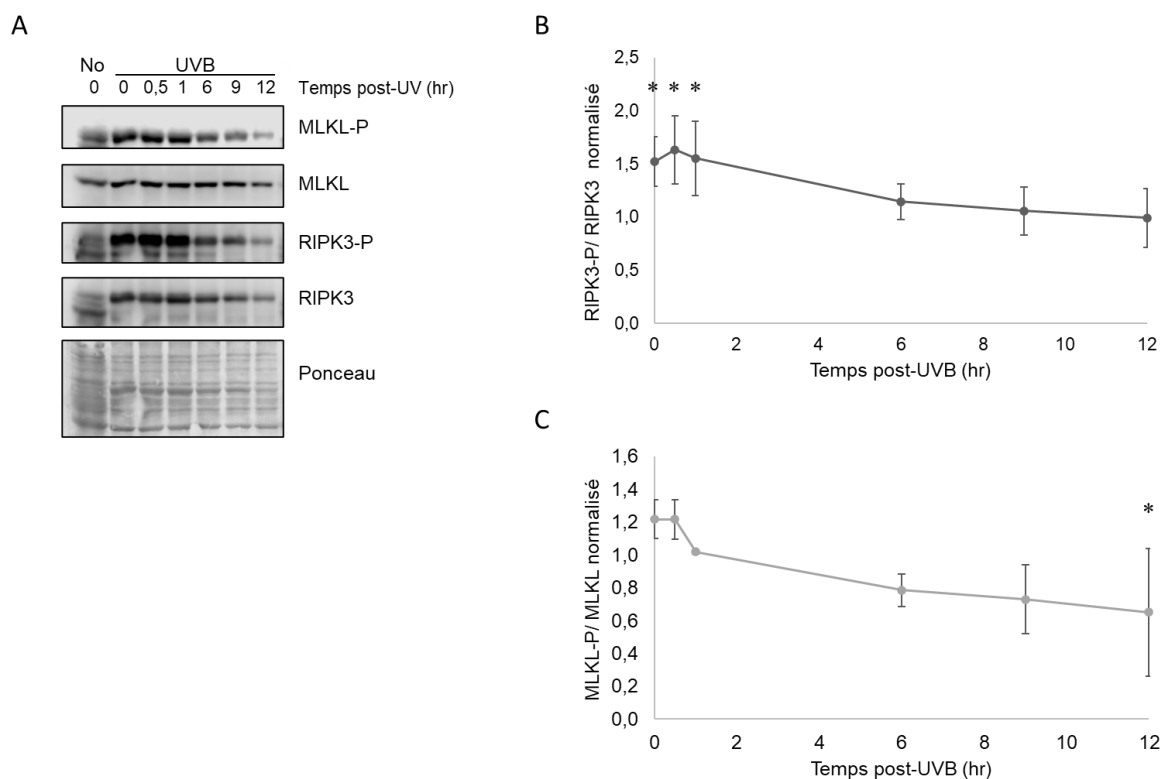 A
No UVB
0 0 0,5 1 6 9 12 Temps post-UV (hr)
MLKL-P
MLKL
RIPK3-P
RIPK3
Ponceau
B
RIPK3-P/ RIPK3 normalisé
2,5
2,0
1,5
1,0
0,5
0,0
* * *
0 2 4 6 8 10 12
Temps post-UVB (hr)
C
MLKL-P/ MLKL normalisé
1,6
1,4
1,2
1,0
0,8
0,6
0,4
0,2
0,0
*
0 2 4 6 8 10 12
Temps post-UVB (hr)